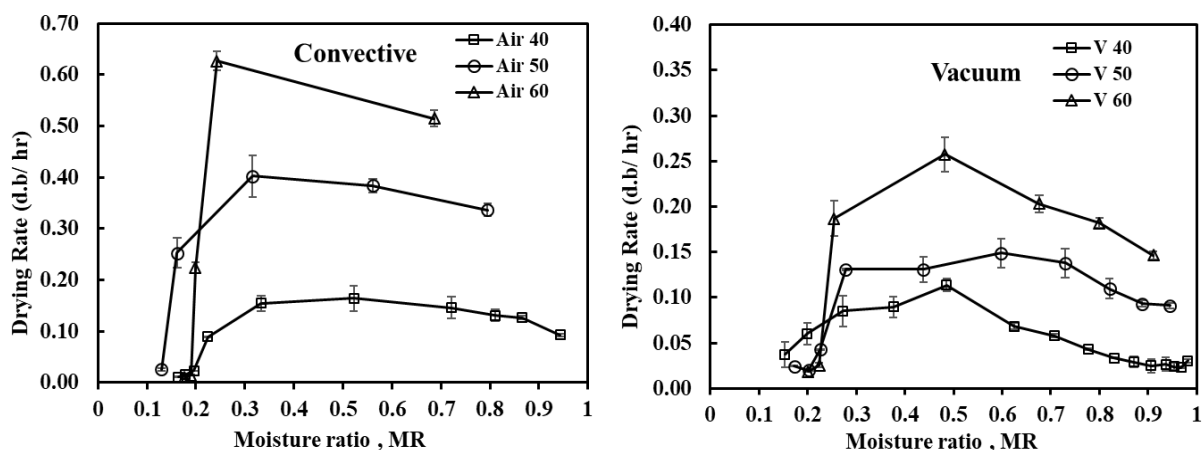 0.70
0.60
0.50
0.40
0.30
0.20
0.10
0.00
Drying Rate (d.b/ hr)
Convective
Air 40
Air 50
Air 60
0 0.1 0.2 0.3 0.4 0.5 0.6 0.7 0.8 0.9 1
Moisture ratio , MR
0.40
0.35
0.30
0.25
0.20
0.15
0.10
0.05
0.00
Drying Rate (d.b/ hr)
Vacuum
V 40
V 50
V 60
0 0.1 0.2 0.3 0.4 0.5 0.6 0.7 0.8 0.9 1
Moisture ratio , MR